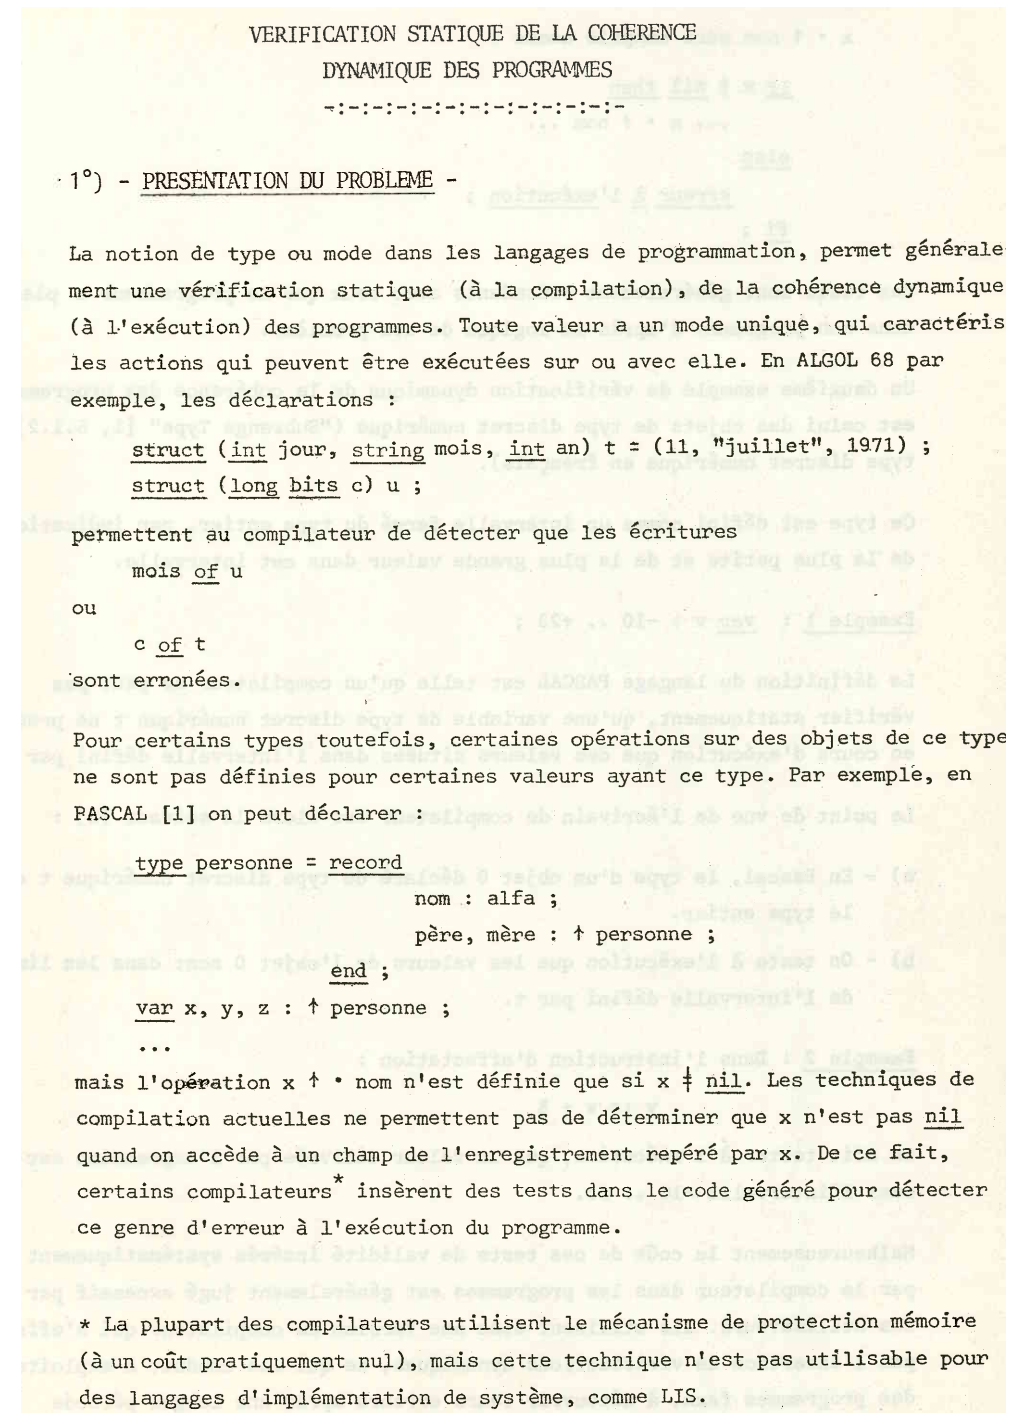 VERIFICATION STATIQUE DE LA COHERENCE
DYNAMIQUE DES PROGRAMMES
-:-:-:-:-:-:-:-:-:-:-:-:-:-
1°) - PRESENTATION DU PROBLEME -
La notion de type ou mode dans les langages de programmation, permet générale
ment une vérification statique (à la compilation), de la cohérence dynamique
(à l'exécution) des programmes. Toute valeur a un mode unique, qui caractéris
les actions qui peuvent être exécutées sur ou avec elle. En ALGOL 68 par
exemple, les déclarations :
struct (int jour, string mois, int an) t = (11, "juillet", 1971) ;
struct (long bits c) u ;
permettent au compilateur de détecter que les écritures
mois of u
ou
c of t
sont erronées.
Pour certains types toutefois, certaines opérations sur des objets de ce type
ne sont pas définies pour certaines valeurs ayant ce type. Par exemple, en
PASCAL [1] on peut déclarer :
type personne = record
nom : alfa ;
père, mère : ↑ personne ;
end ;
var x, y, z : ↑ personne ;
...
mais l'opération x ↑ • nom n'est définie que si x ‡ nil. Les techniques de
compilation actuelles ne permettent pas de déterminer que x n'est pas nil
quand on accède à un champ de l'enregistrement repéré par x. De ce fait,
certains compilateurs* insèrent des tests dans le code généré pour détecter
ce genre d'erreur à l'exécution du programme.
* La plupart des compilateurs utilisent le mécanisme de protection mémoire
(à un coût pratiquement nul), mais cette technique n'est pas utilisable pour
des langages d'implémentation de système, comme LIS.